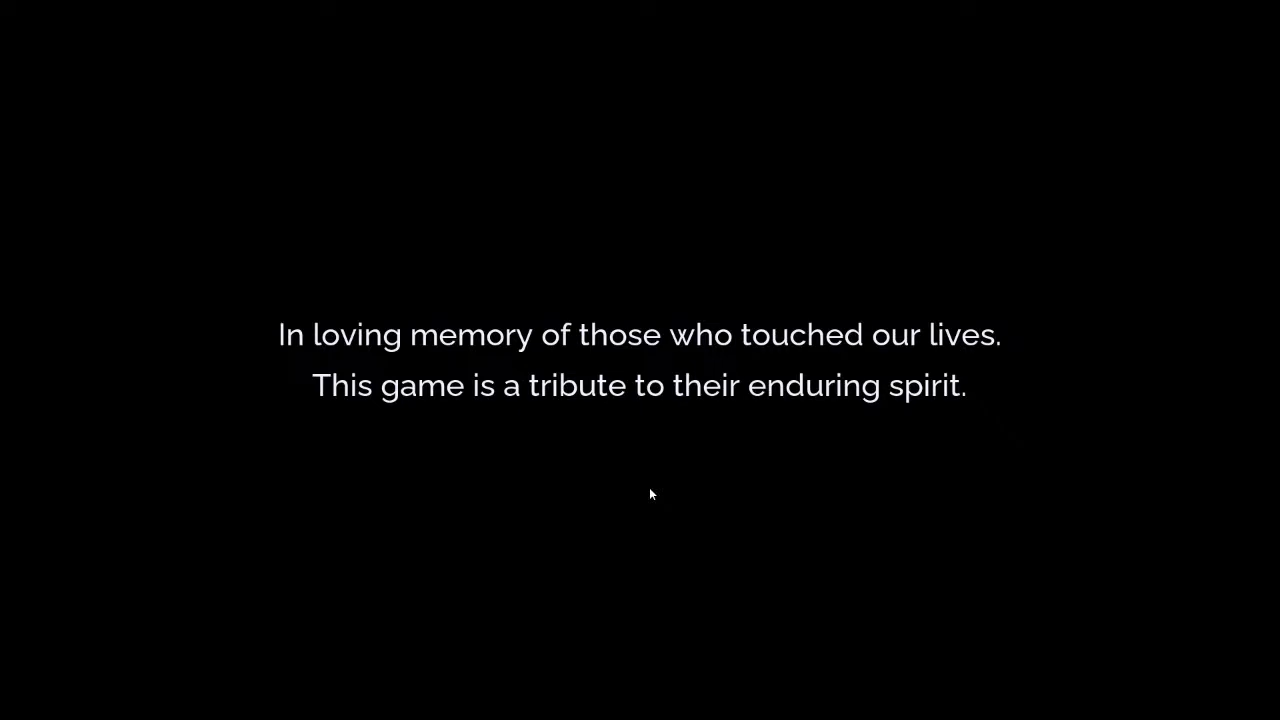 In loving memory of those who touched our lives.
This game is a tribute to their enduring spirit.